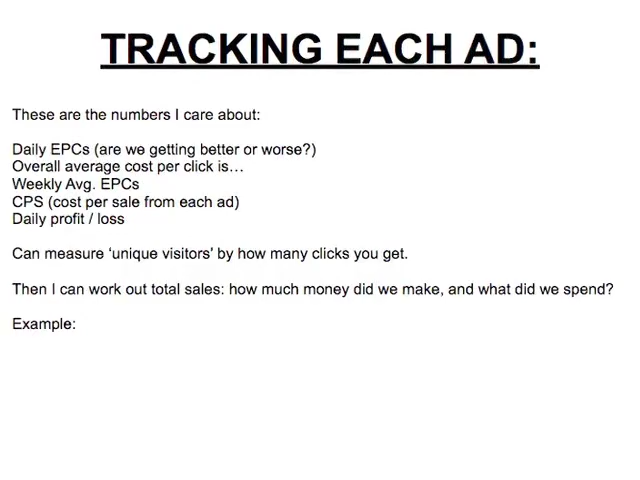 TRACKING EACH AD:
These are the numbers I care about:
Daily EPCs (are we getting better or worse?)
Overall average cost per click is…
Weekly Avg. EPCs
CPS (cost per sale from each ad)
Daily profit / loss
Can measure ‘unique visitors' by how many clicks you get.
Then I can work out total sales: how much money did we make, and what did we spend?
Example: